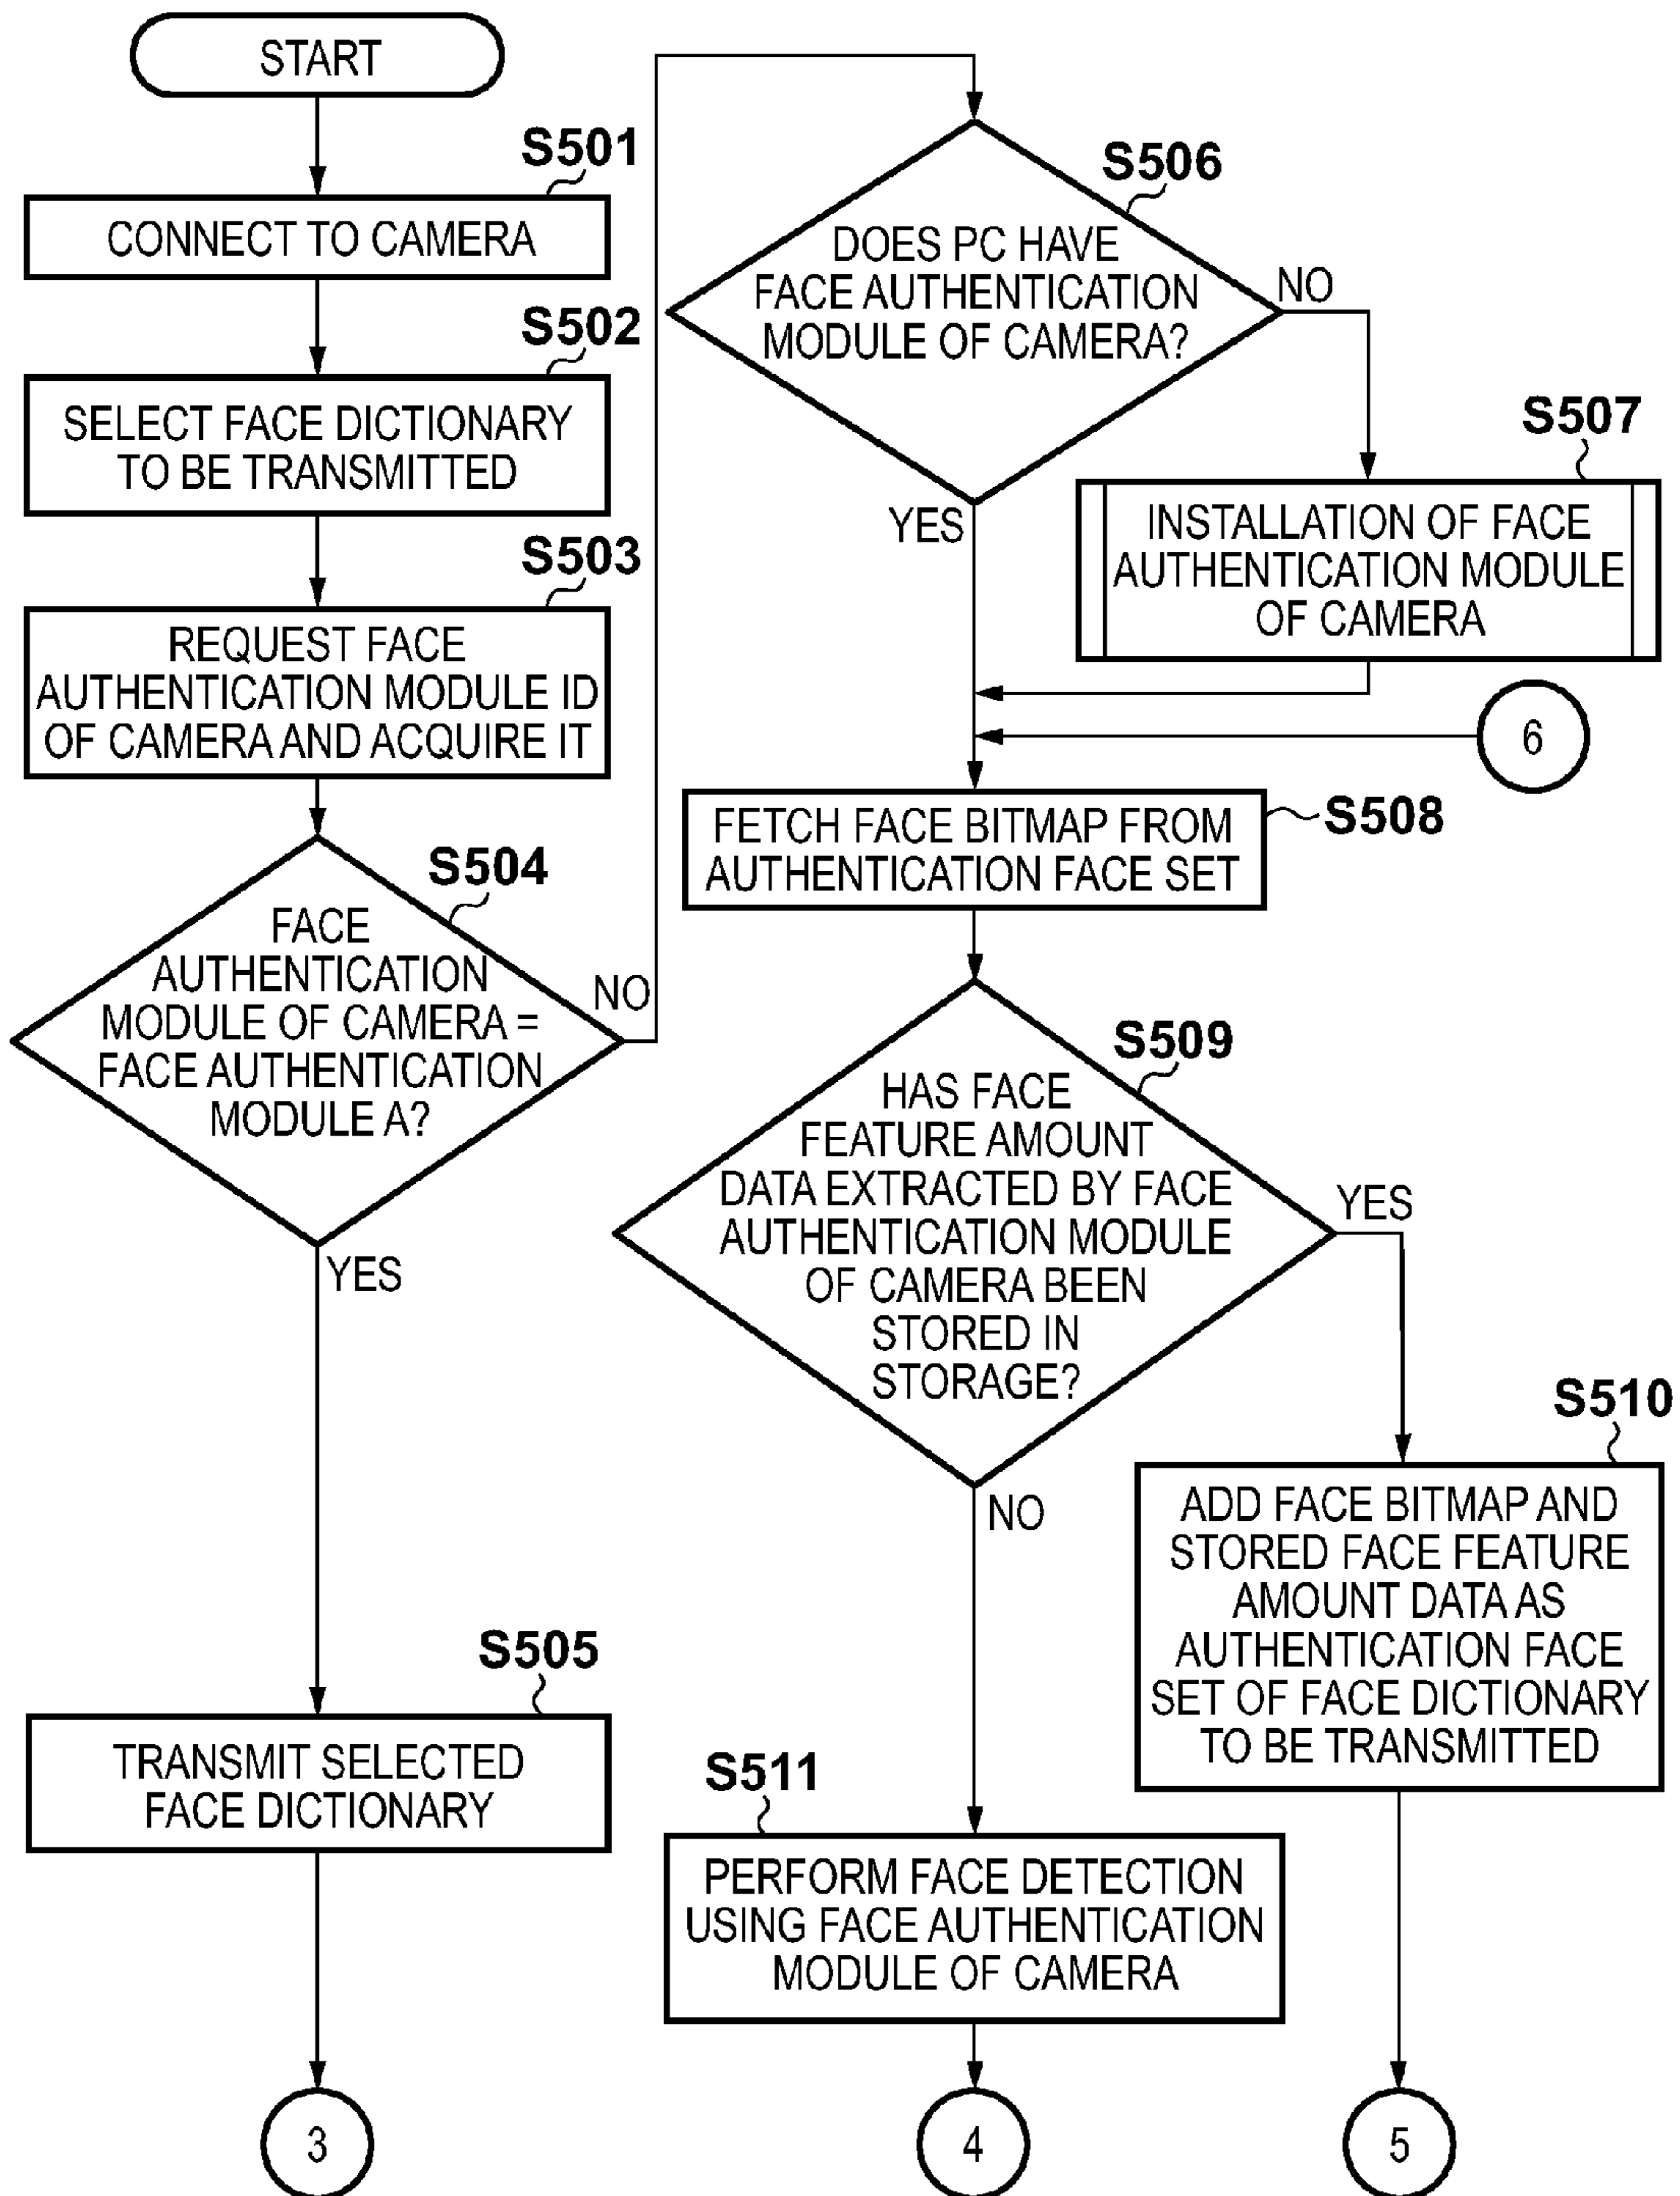 START
S501
CONNECT TO CAMERA
S502
SELECT FACE DICTIONARY
TO BE TRANSMITTED
S503
REQUEST FACE
AUTHENTICATION MODULE ID
OF CAMERA AND ACQUIRE IT
S504
FACE
AUTHENTICATION
MODULE OF CAMERA =
FACE AUTHENTICATION
MODULE A?
NO
YES
S505
TRANSMIT SELECTED
FACE DICTIONARY
3
S506
DOES PC HAVE
FACE AUTHENTICATION
MODULE OF CAMERA?
NO
YES
S507
INSTALLATION OF FACE
AUTHENTICATION MODULE
OF CAMERA
6
S508
FETCH FACE BITMAP FROM
AUTHENTICATION FACE SET
S509
HAS FACE
FEATURE AMOUNT
DATA EXTRACTED BY FACE
AUTHENTICATION MODULE
OF CAMERA BEEN
STORED IN
STORAGE?
YES
NO
S510
ADD FACE BITMAP AND
STORED FACE FEATURE
AMOUNT DATA AS
AUTHENTICATION FACE
SET OF FACE DICTIONARY
TO BE TRANSMITTED
S511
PERFORM FACE DETECTION
USING FACE AUTHENTICATION
MODULE OF CAMERA
4
5